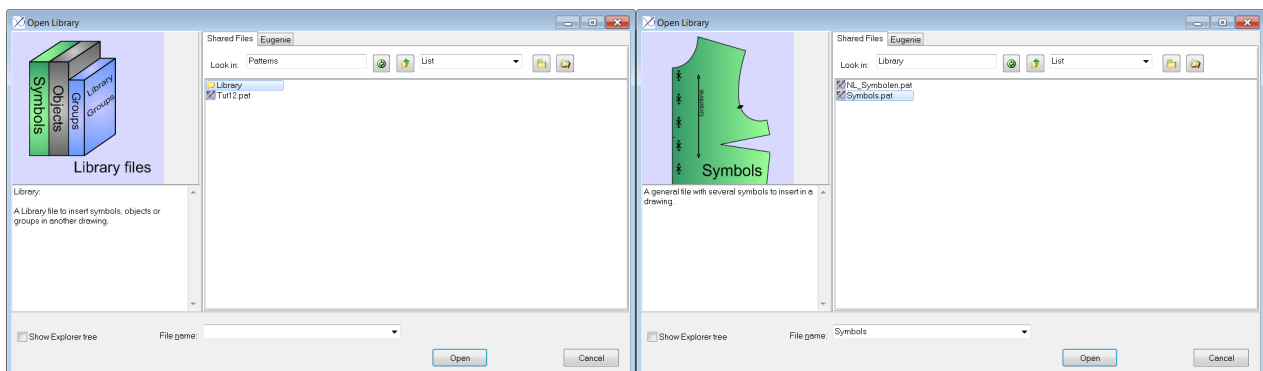 Open Library
Shared Files Eugenie
Look in: Patterns List
Library
Tut12.pat
Symbols
Objects
Groups
Library
Groups
Library files
Library:
A Library file to insert symbols, objects or
groups in another drawing.
Show Explorer tree File name:
Open Cancel
Open Library
Shared Files Eugenie
Look in: Library List
NL_Symbolen.pat
Symbols.pat
Grainline
Symbols
A general file with several symbols to insert in a
drawing.
Show Explorer tree File name: Symbols
Open Cancel